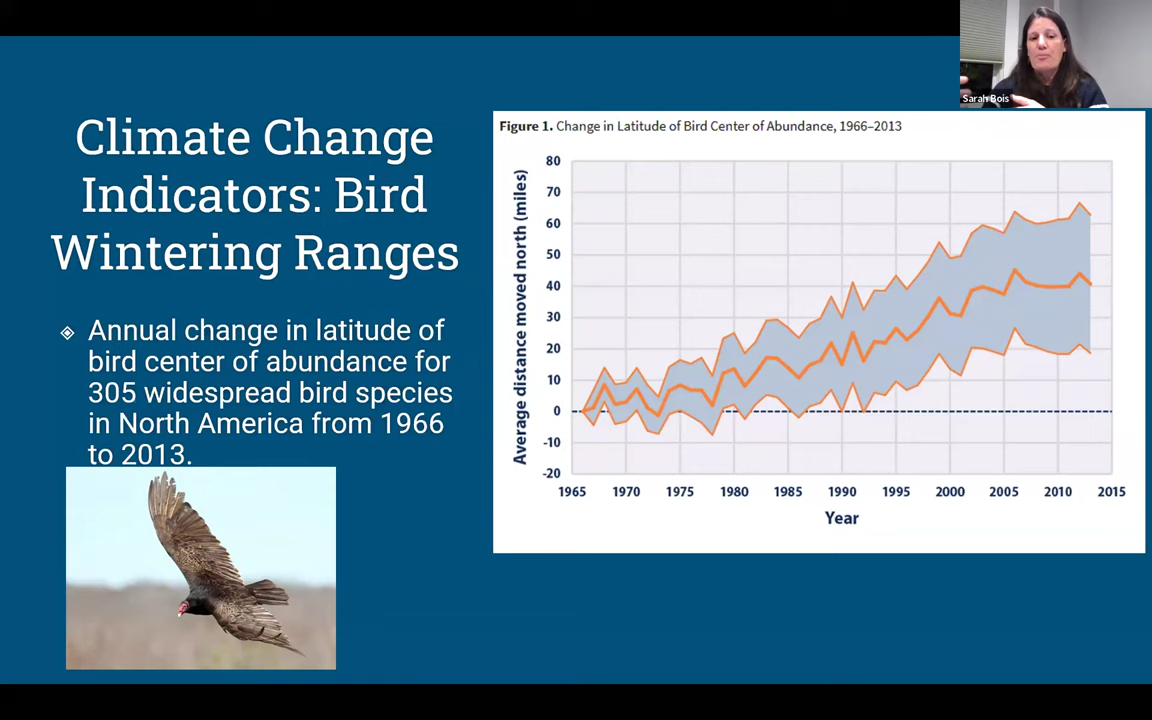 Climate Change
Indicators: Bird
Wintering Ranges
Annual change in latitude of
bird center of abundance for
305 widespread bird species
in North America from 1966
to 2013.
Sarah Bois
Figure 1. Change in Latitude of Bird Center of Abundance, 1966–2013
Average distance moved north (miles)
80
70
60
50
40
30
20
10
0
-10
-20
1965 1970 1975 1980 1985 1990 1995 2000 2005 2010 2015
Year